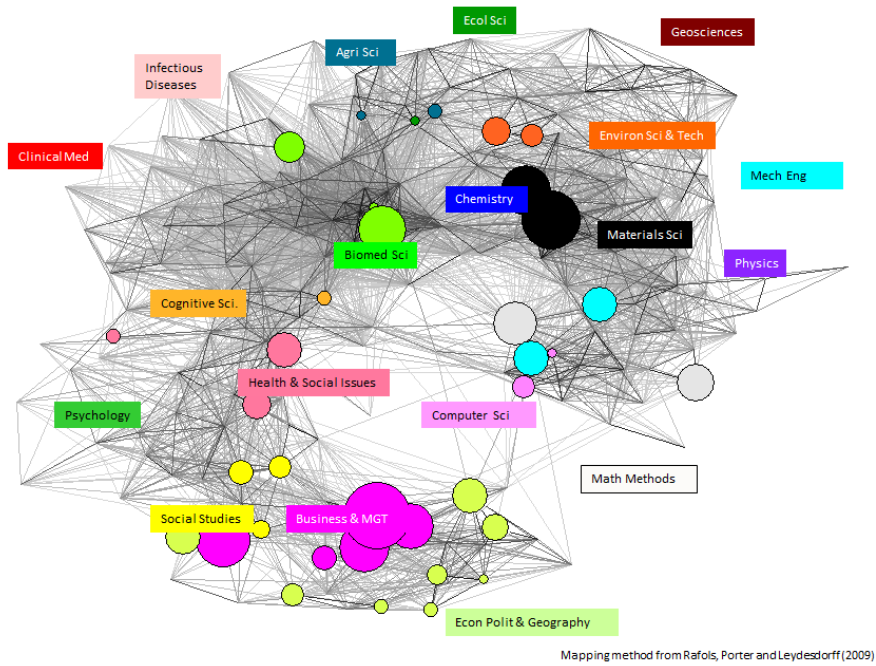 Ecol Sci
Geosciences
Agri Sci
Infectious
Diseases
Environ Sci & Tech
Clinical Med
Mech Eng
Chemistry
Materials Sci
Biomed Sci
Physics
Cognitive Sci.
Health & Social Issues
Psychology
Computer Sci
Math Methods
Social Studies
Business & MGT
Econ Polit & Geography
Mapping method from Rafols, Porter and Leydesdorff (2009)